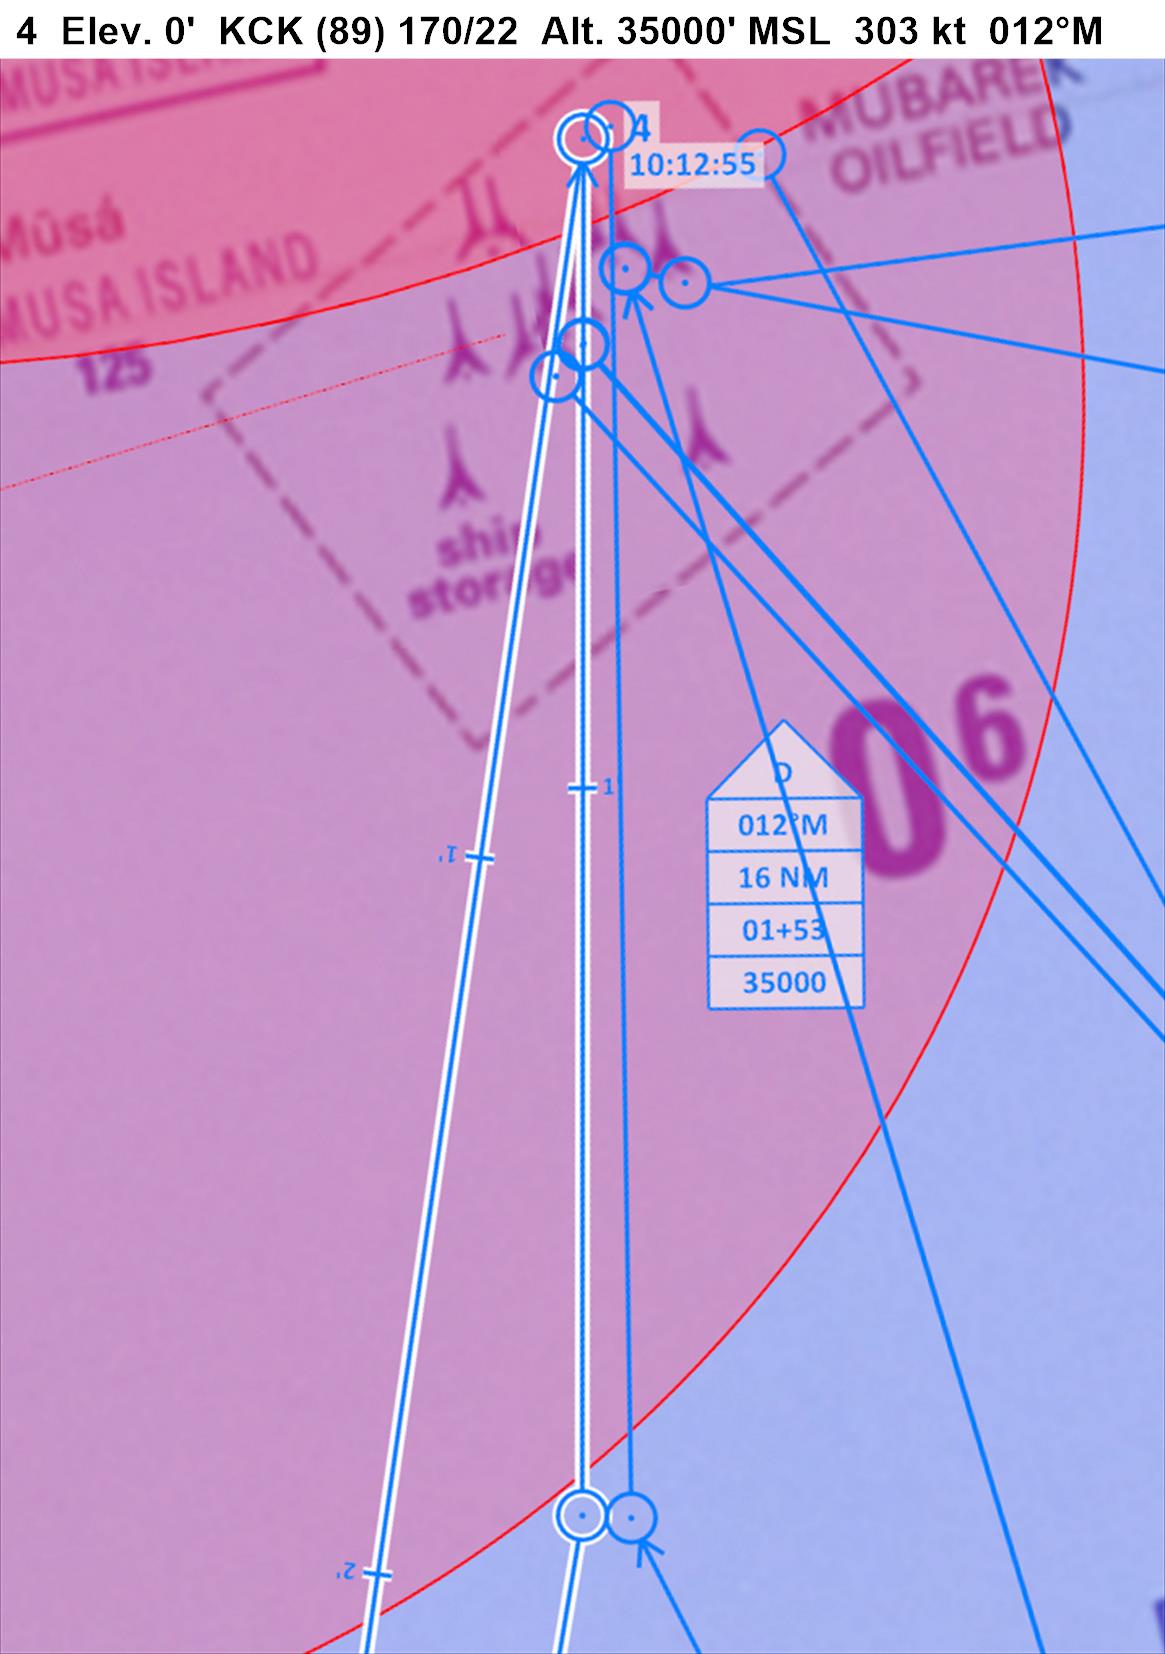 4 Elev. 0' KCK (89) 170/22 Alt. 35000' MSL 303 kt 012°M
MUSA ISLAND
MUBAREK
OILFIELD
4
10:12:55
Mūsá
MUSA ISLAND
125
ship
storage
06
1'
1
D
012°M
16 NM
01+53
35000
2'